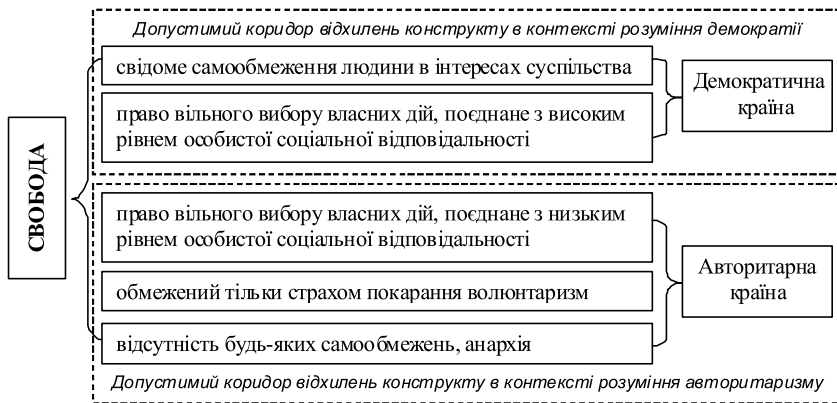 Допустимий коридор відхилень конструкту в контексті розуміння демократії
СВОБОДА
свідоме самообмеження людини в інтересах суспільства
право вільного вибору власних дій, поєднане з високим
рівнем особистої соціальної відповідальності
Демократична
країна
право вільного вибору власних дій, поєднане з низьким
рівнем особистої соціальної відповідальності
обмежений тільки страхом покарання волюнтаризм
відсутність будь-яких самообмежень, анархія
Авторитарна
країна
Допустимий коридор відхилень конструкту в контексті розуміння авторитаризму